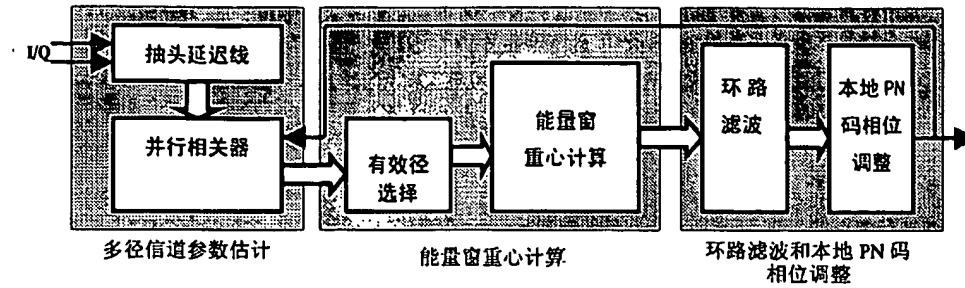 I/Q
抽头延迟线
并行相关器
有效径
选择
能量窗
重心计算
环 路
滤波
本地 PN
码相位
调整
多径信道参数估计
能量窗重心计算
环路滤波和本地 PN 码
相位调整